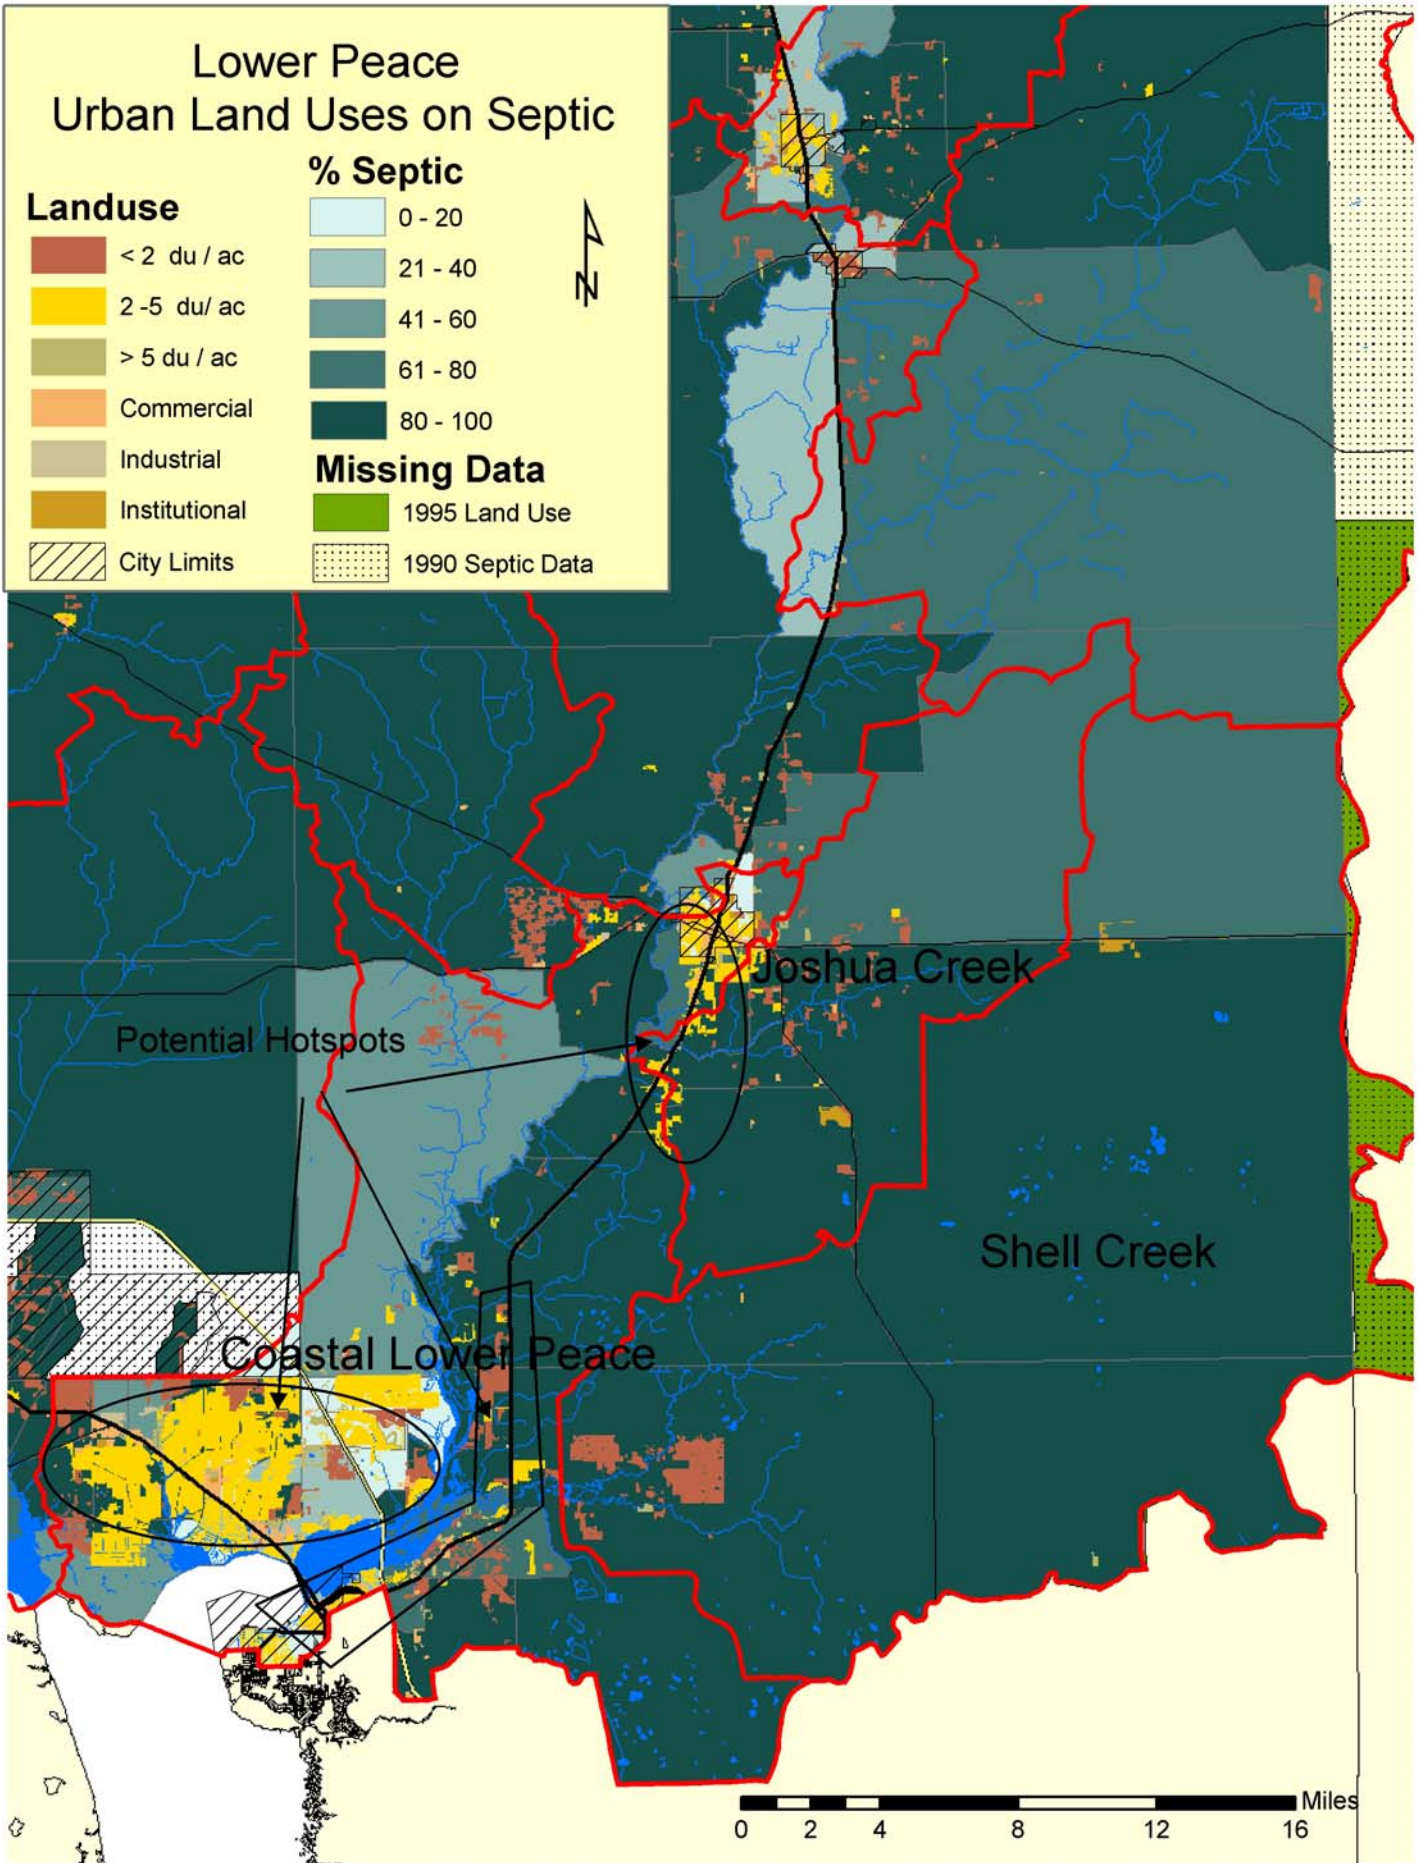 Lower Peace
Urban Land Uses on Septic
% Septic
0 - 20
21 - 40
41 - 60
61 - 80
80 - 100
Landuse
< 2 du / ac
2 -5 du/ ac
> 5 du / ac
Commercial
Industrial
Institutional
City Limits
Missing Data
1995 Land Use
1990 Septic Data
N
Joshua Creek
Potential Hotspots
Shell Creek
Coastal Lower Peace
Miles
0 2 4 8 12 16